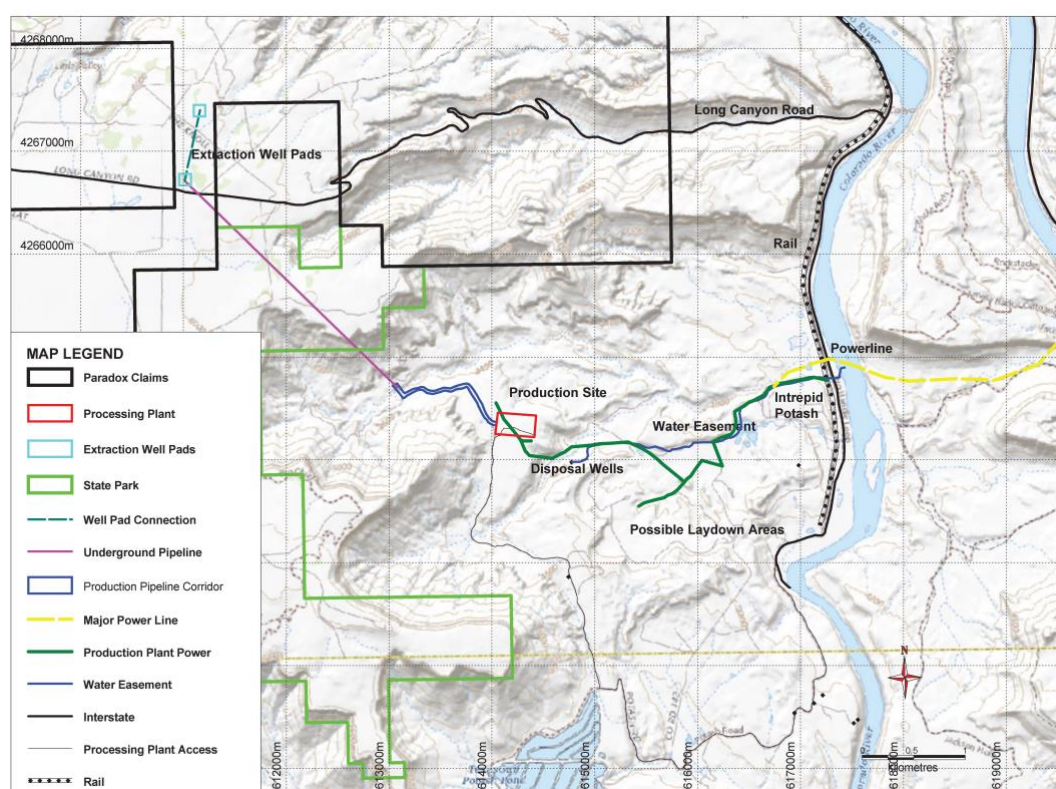 4268000m
4267000m
Long Canyon Road
Extraction Well Pads
LONG CANYON RD
Colorado River
4266000m
Rail
Powerline
MAP LEGEND
Paradox Claims
Processing Plant
Extraction Well Pads
State Park
Well Pad Connection
Underground Pipeline
Production Pipeline Corridor
Major Power Line
Production Plant Power
Water Easement
Interstate
Processing Plant Access
Rail
Production Site
Intrepid
Potash
Water Easement
Disposal Wells
Possible Laydown Areas
N
0.5
612000m
613000m
614000m
615000m
616000m
617000m
618000m
619000m